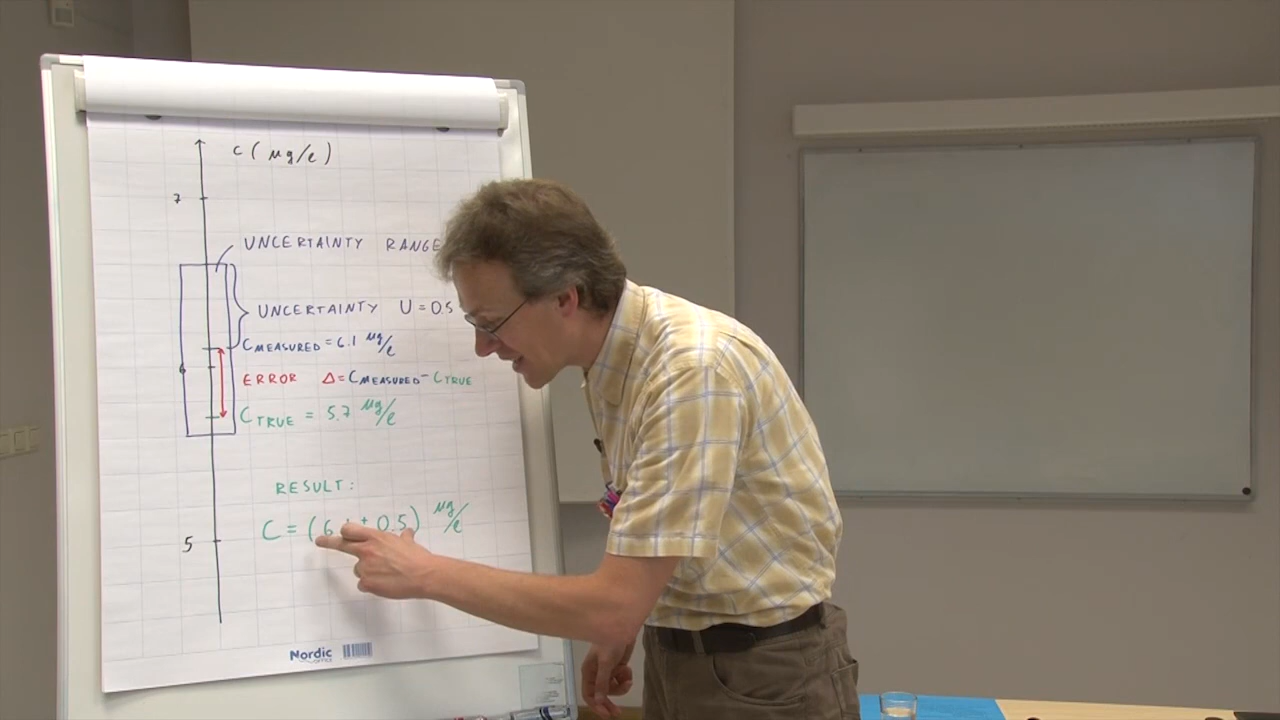 C (µg/ℓ)
7
UNCERTAINTY RANGE
UNCERTAINTY U = 0.5
CMEASURED = 6.1 µg/ℓ
6
ERROR Δ = CMEASURED - CTRUE
CTRUE = 5.7 µg/ℓ
RESULT:
C = (6.1 ± 0.5) µg/ℓ
5
Nordic